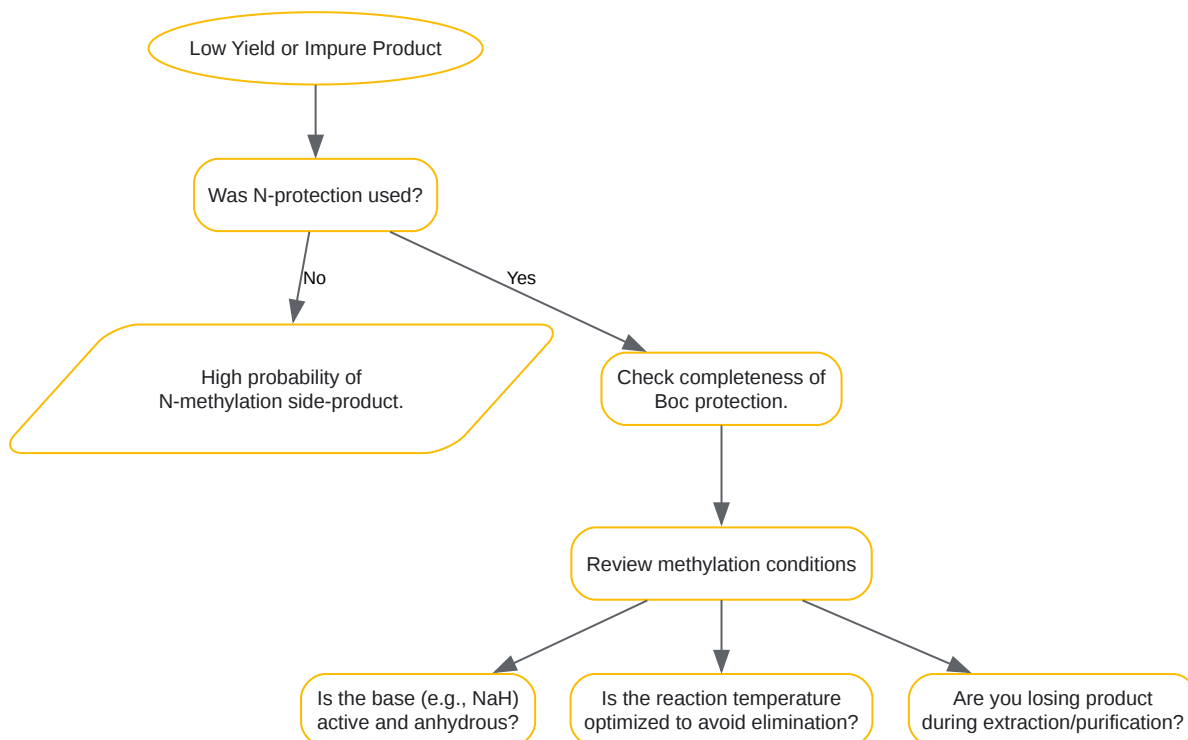 Low Yield or Impure Product
Was N-protection used?
No
Yes
High probability of
N-methylation side-product.
Check completeness of
Boc protection.
Review methylation conditions
Is the base (e.g., NaH)
active and anhydrous?
Is the reaction temperature
optimized to avoid elimination?
Are you losing product
during extraction/purification?